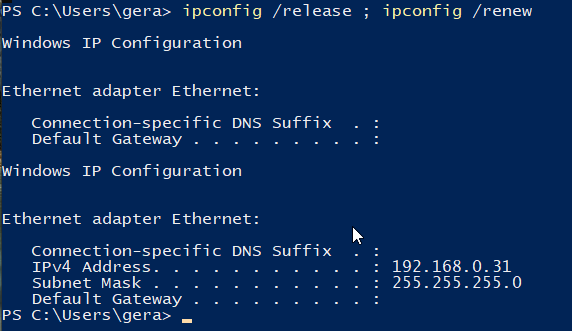 PS C:\Users\gera> ipconfig /release ; ipconfig /renew
Windows IP Configuration
Ethernet adapter Ethernet:
Connection-specific DNS Suffix . :
Default Gateway . . . . . . . . . :
Windows IP Configuration
Ethernet adapter Ethernet:
Connection-specific DNS Suffix . :
IPv4 Address. . . . . . . . . . . : 192.168.0.31
Subnet Mask . . . . . . . . . . . : 255.255.255.0
Default Gateway . . . . . . . . . :
PS C:\Users\gera>